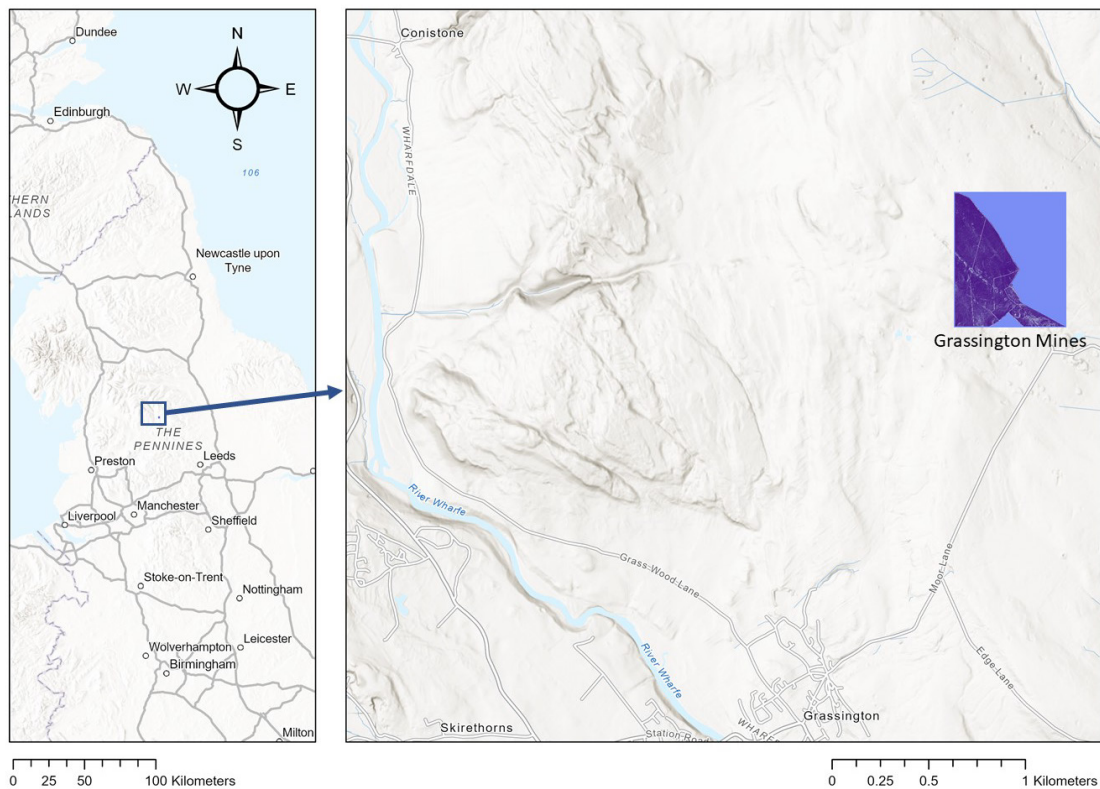 Dundee
N
W
E
S
Edinburgh
106
HERN
LANDS
Newcastle upon
Tyne
THE
PENNINES
Preston
Leeds
Manchester
Liverpool
Sheffield
Stoke-on-Trent
Nottingham
Leicester
Wolverhampton
Birmingham
Milton
0 25 50 100 Kilometers
Conistone
WHARFDALE
Grassington Mines
River Wharfe
Grass Wood Lane
Moor Lane
River Wharfe
Edge Lane
Skirethorns
Grassington
Station Road
WHARF
0 0.25 0.5 1 Kilometers